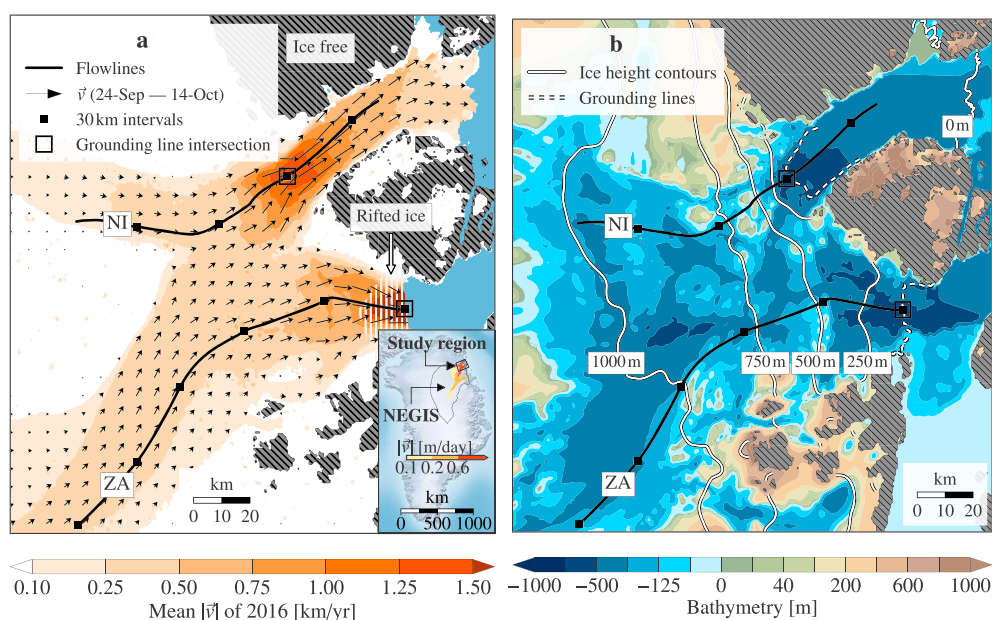 a
Ice free
Flowlines
v⃗ (24-Sep — 14-Oct)
30 km intervals
Grounding line intersection
NI
Rifted ice
ZA
km
0 10 20
Study region
NEGIS
|v⃗| [m/day]
0.1 0.2 0.6
km
0 500 1000
0.10 0.25 0.50 0.75 1.00 1.25 1.50
Mean |v⃗| of 2016 [km/yr]
b
Ice height contours
Grounding lines
0 m
NI
1000 m
750 m
500 m
250 m
ZA
km
0 10 20
−1000 −500 −125 0 40 200 600 1000
Bathymetry [m]